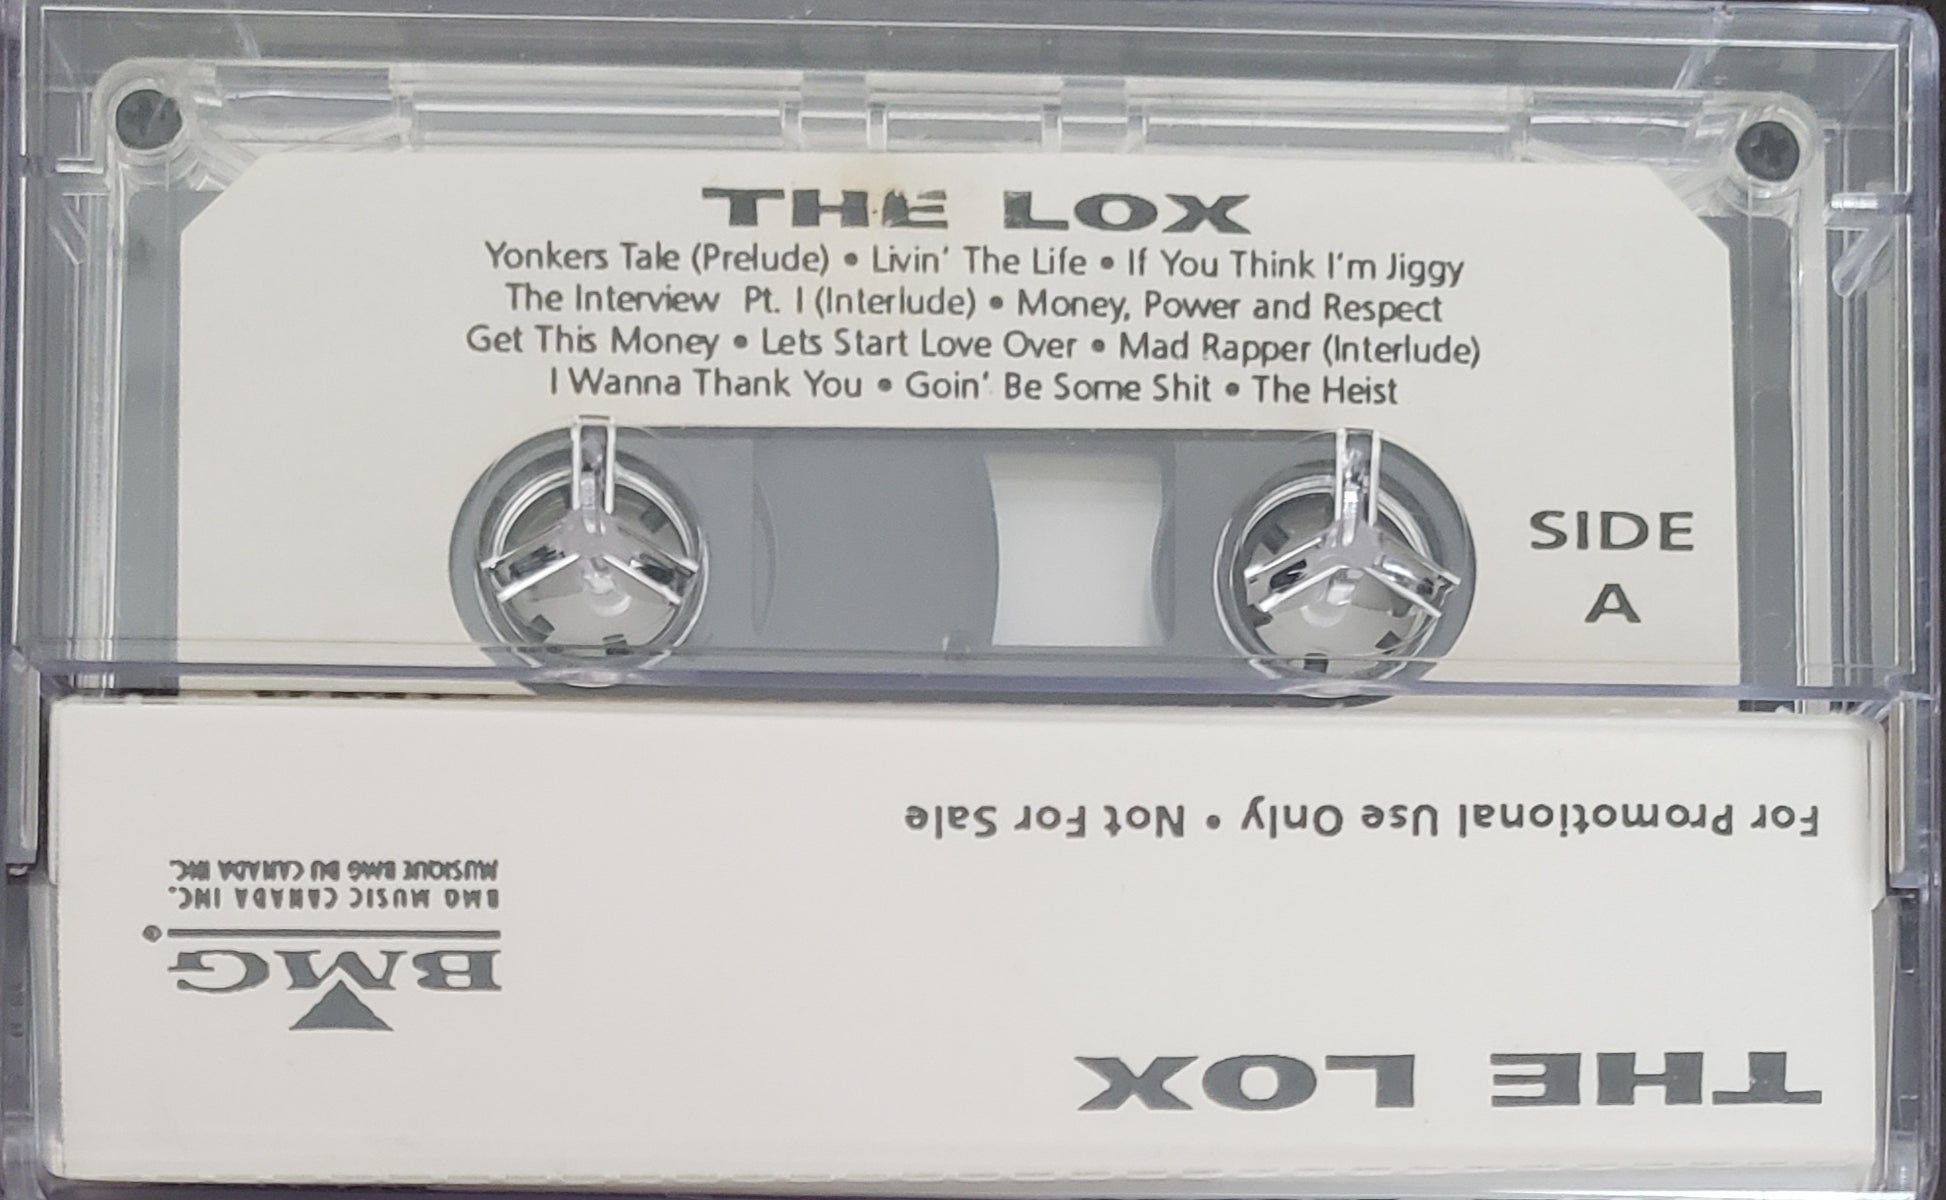 THE LOX
Yonkers Tale (Prelude) • Livin' The Life • If You Think I'm Jiggy
The Interview Pt. I (Interlude) • Money, Power and Respect
Get This Money • Lets Start Love Over • Mad Rapper (Interlude)
I Wanna Thank You • Goin' Be Some Shit • The Heist
SIDE
A
THE LOX
BMG
BMG MUSIC CANADA INC.
MUSIQUE BMG DU CANADA INC.
For Promotional Use Only • Not For Sale